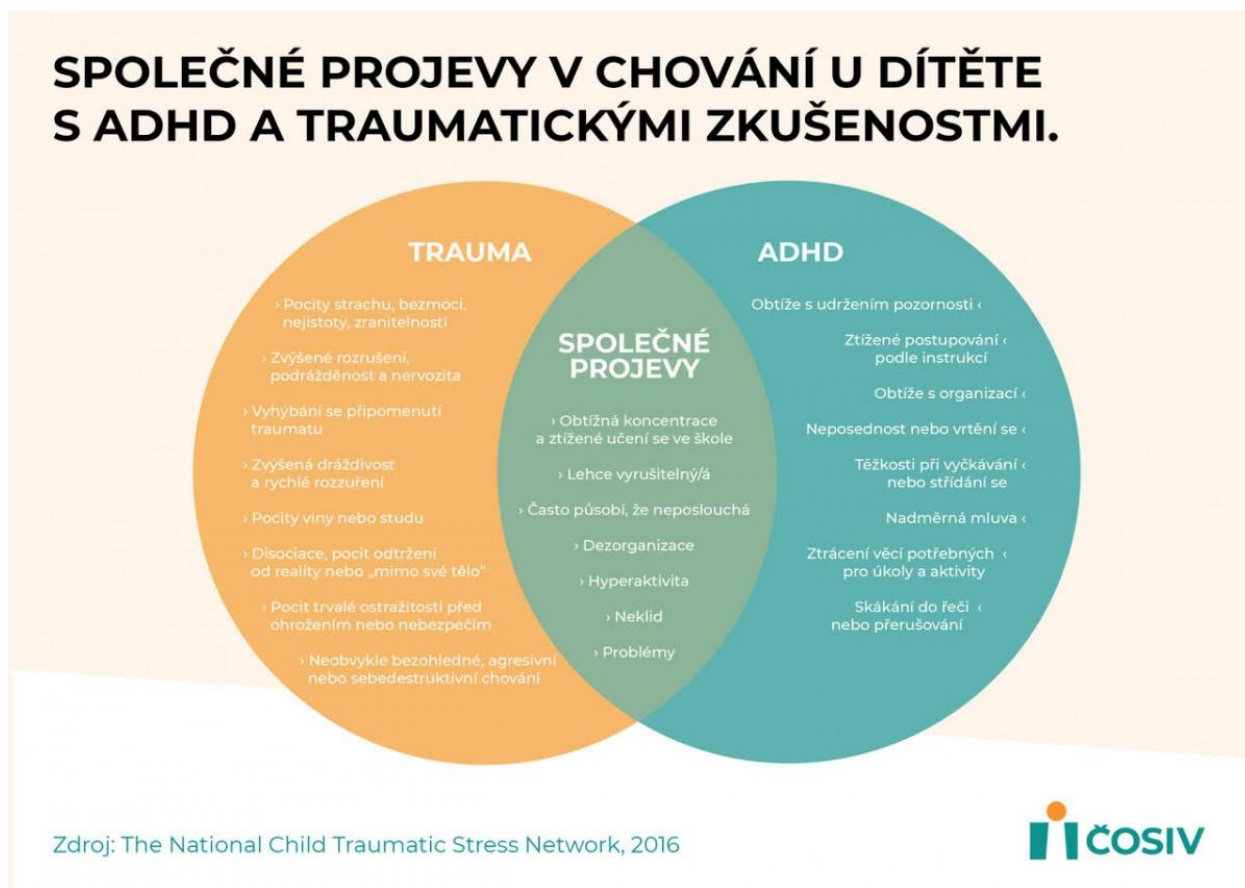 SPOLEČNÉ PROJEVY V CHOVÁNÍ U DÍTĚTE
S ADHD A TRAUMATICKÝMI ZKUŠENOSTMI.
TRAUMA
› Pocity strachu, bezmoci,
nejistoty, zranitelnosti
› Zvýšené rozrušení,
podrážděnost a nervozita
› Vyhýbání se připomenutí
traumatu
› Zvýšená dráždivost
a rychlé rozzuření
› Pocity viny nebo studu
› Disociace, pocit odtržení
od reality nebo „mimo své tělo“
› Pocit trvalé ostražitosti před
ohrožením nebo nebezpečím
› Neobvykle bezohledné, agresivní
nebo sebedestruktivní chování
SPOLEČNÉ
PROJEVY
› Obtížná koncentrace
a ztížené učení se ve škole
› Lehce vyrušitelný/á
› Často působí, že neposlouchá
› Dezorganizace
› Hyperaktivita
› Neklid
› Problémy
ADHD
Obtíže s udržením pozornosti ‹
Ztížené postupování ‹
podle instrukcí
Obtíže s organizací ‹
Neposednost nebo vrtění se ‹
Těžkosti při vyčkávání ‹
nebo střídání se
Nadměrná mluva ‹
Ztrácení věcí potřebných ‹
pro úkoly a aktivity
Skákání do řeči ‹
nebo přerušování
Zdroj: The National Child Traumatic Stress Network, 2016
ČOSIV